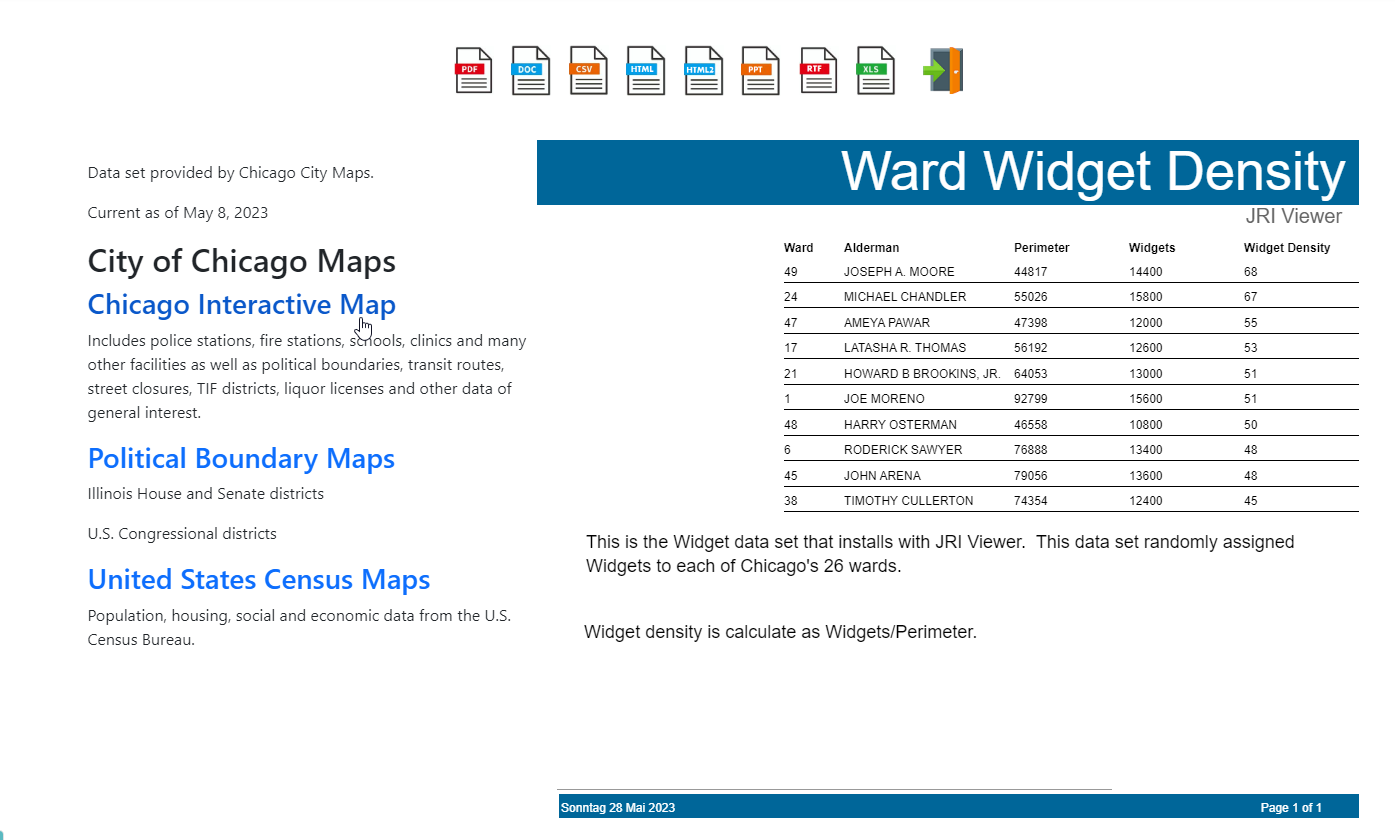 PDF DOC CSV HTML HTML2 PPT RTF XLS
Data set provided by Chicago City Maps.
Current as of May 8, 2023
City of Chicago Maps
Chicago Interactive Map
Includes police stations, fire stations, schools, clinics and many
other facilities as well as political boundaries, transit routes,
street closures, TIF districts, liquor licenses and other data of
general interest.
Political Boundary Maps
Illinois House and Senate districts
U.S. Congressional districts
United States Census Maps
Population, housing, social and economic data from the U.S.
Census Bureau.
Ward Widget Density
JRI Viewer
Ward Alderman Perimeter Widgets Widget Density
49 JOSEPH A. MOORE 44817 14400 68
24 MICHAEL CHANDLER 55026 15800 67
47 AMEYA PAWAR 47398 12000 55
17 LATASHA R. THOMAS 56192 12600 53
21 HOWARD B BROOKINS, JR. 64053 13000 51
1 JOE MORENO 92799 15600 51
48 HARRY OSTERMAN 46558 10800 50
6 RODERICK SAWYER 76888 13400 48
45 JOHN ARENA 79056 13600 48
38 TIMOTHY CULLERTON 74354 12400 45
This is the Widget data set that installs with JRI Viewer.  This data set randomly assigned
Widgets to each of Chicago's 26 wards.
Widget density is calculate as Widgets/Perimeter.
Sonntag 28 Mai 2023 Page 1 of 1